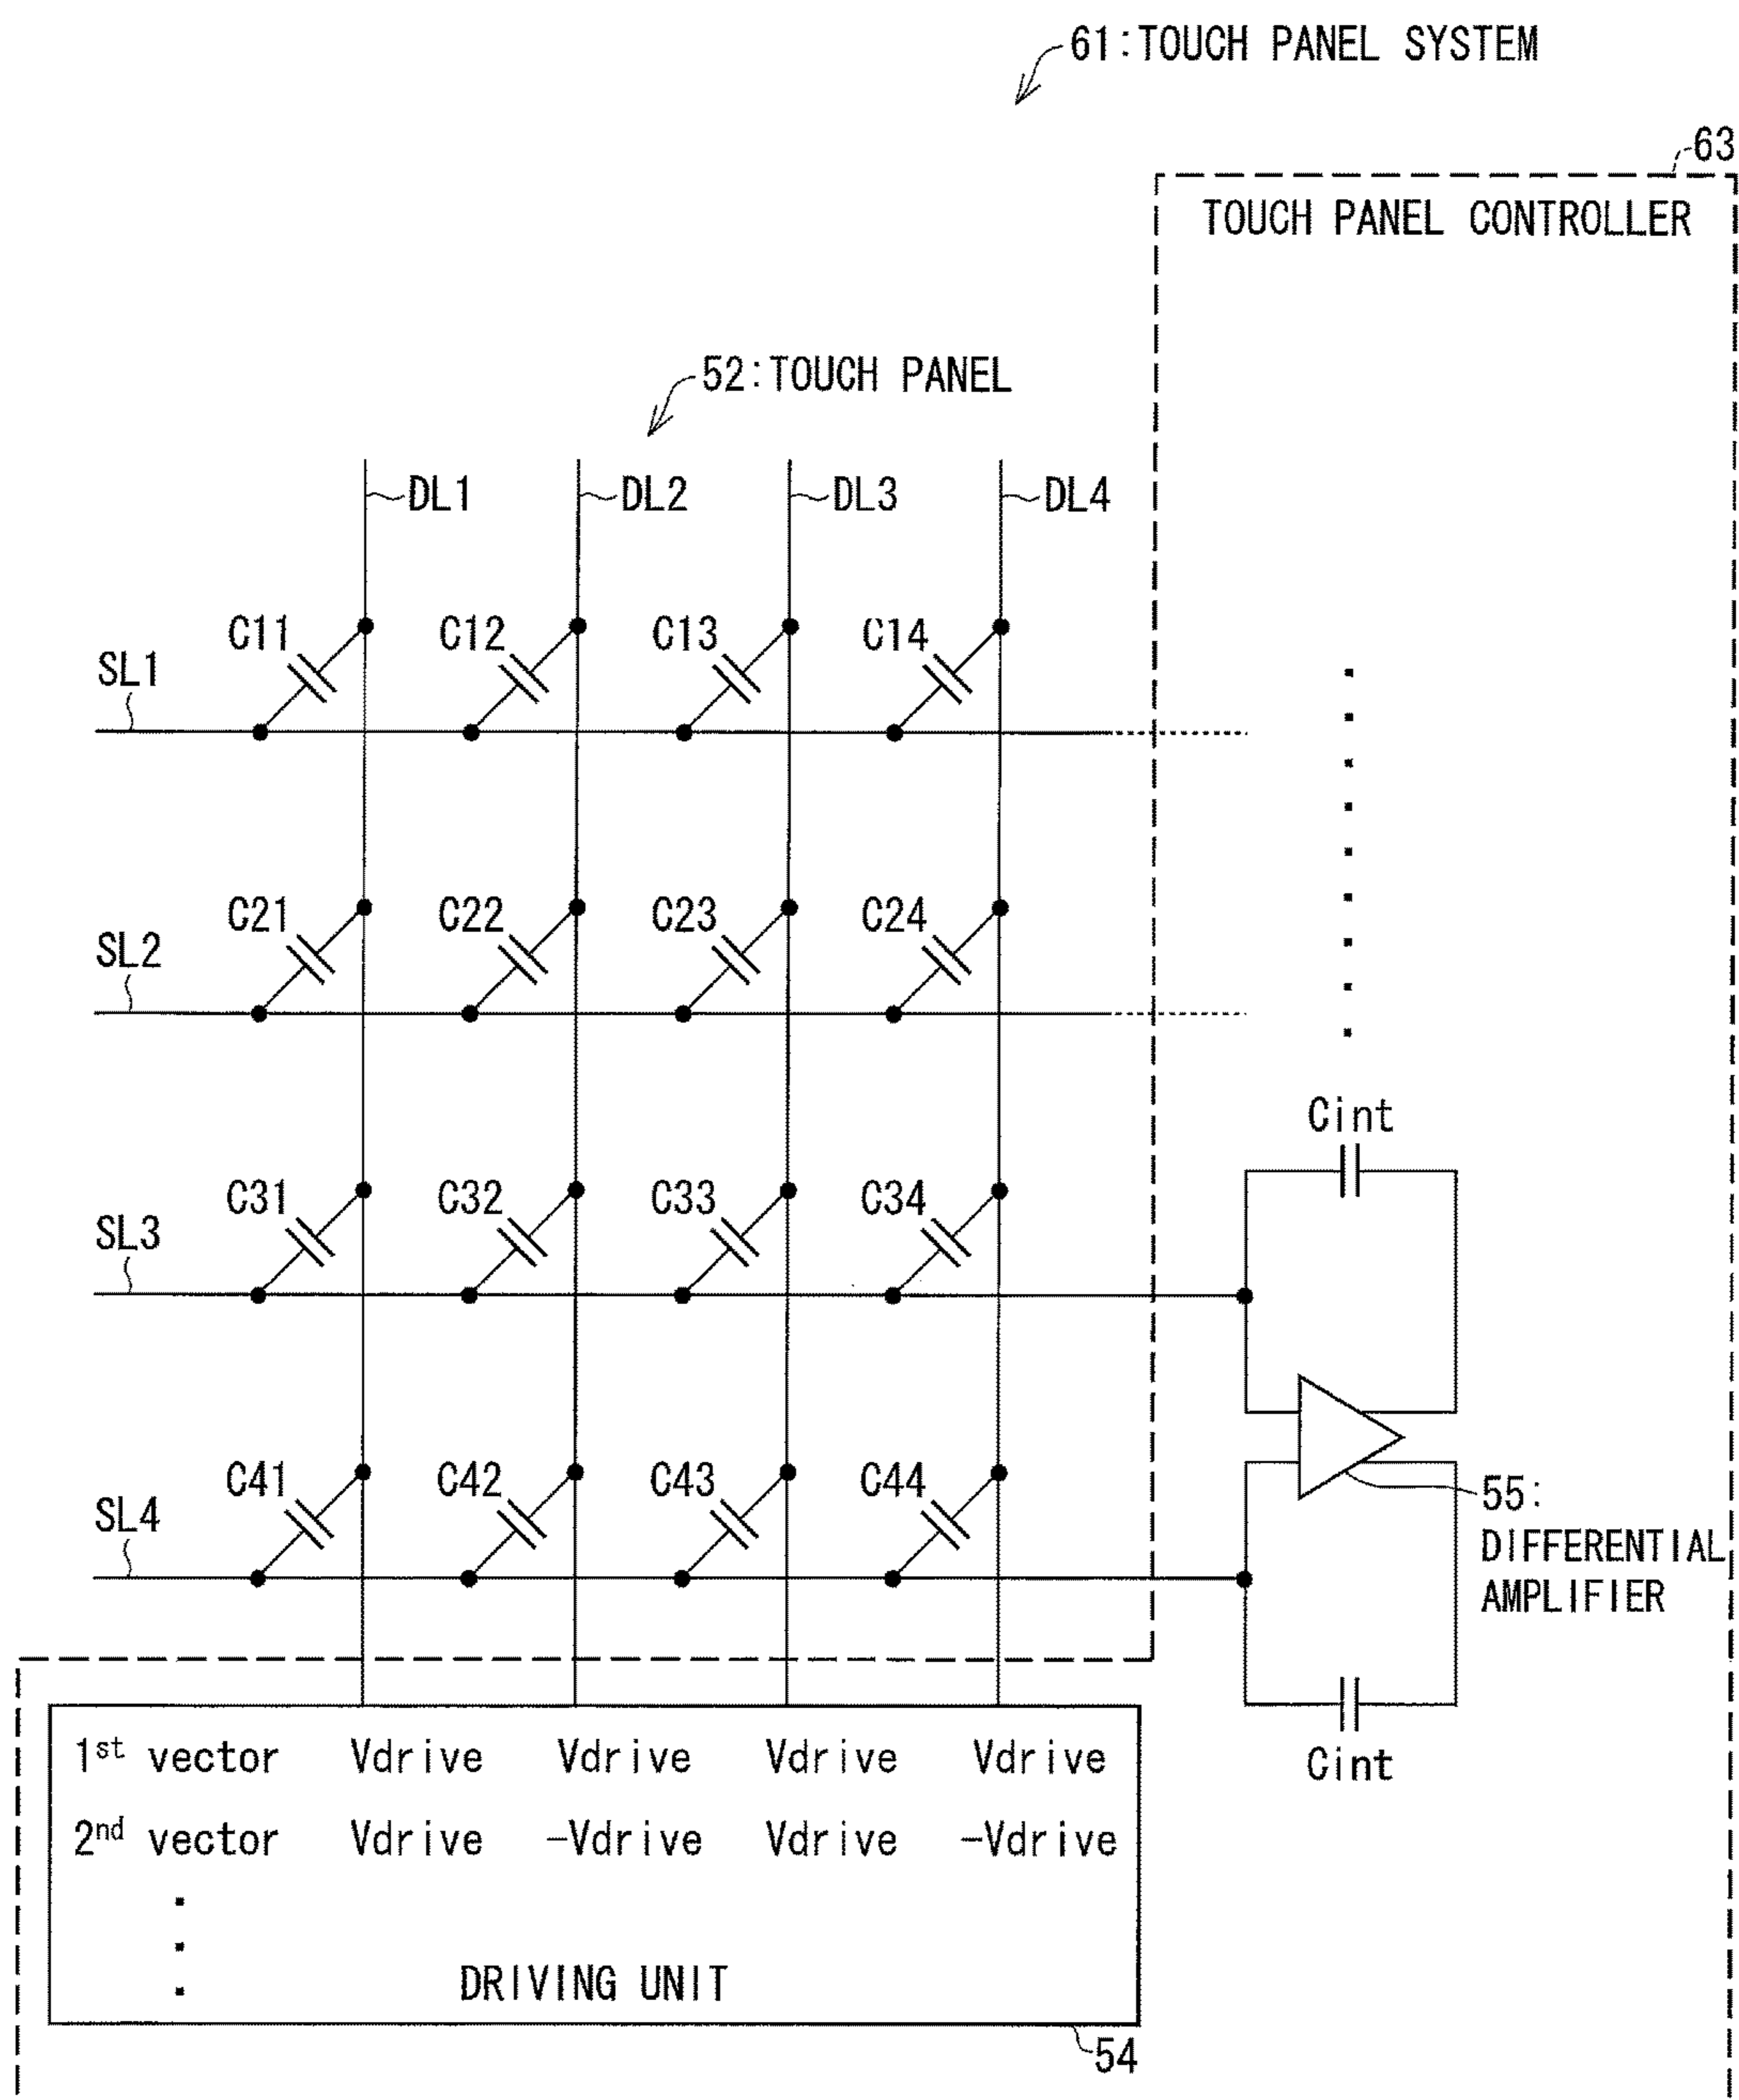 61:TOUCH PANEL SYSTEM
63
TOUCH PANEL CONTROLLER
52:TOUCH PANEL
DL1 DL2 DL3 DL4
C11 C12 C13 C14
SL1
C21 C22 C23 C24
SL2
Cint
C31 C32 C33 C34
SL3
C41 C42 C43 C44
SL4
55:
DIFFERENTIAL
AMPLIFIER
1st vector Vdrive Vdrive Vdrive Vdrive
Cint
2nd vector Vdrive -Vdrive Vdrive -Vdrive
DRIVING UNIT
54